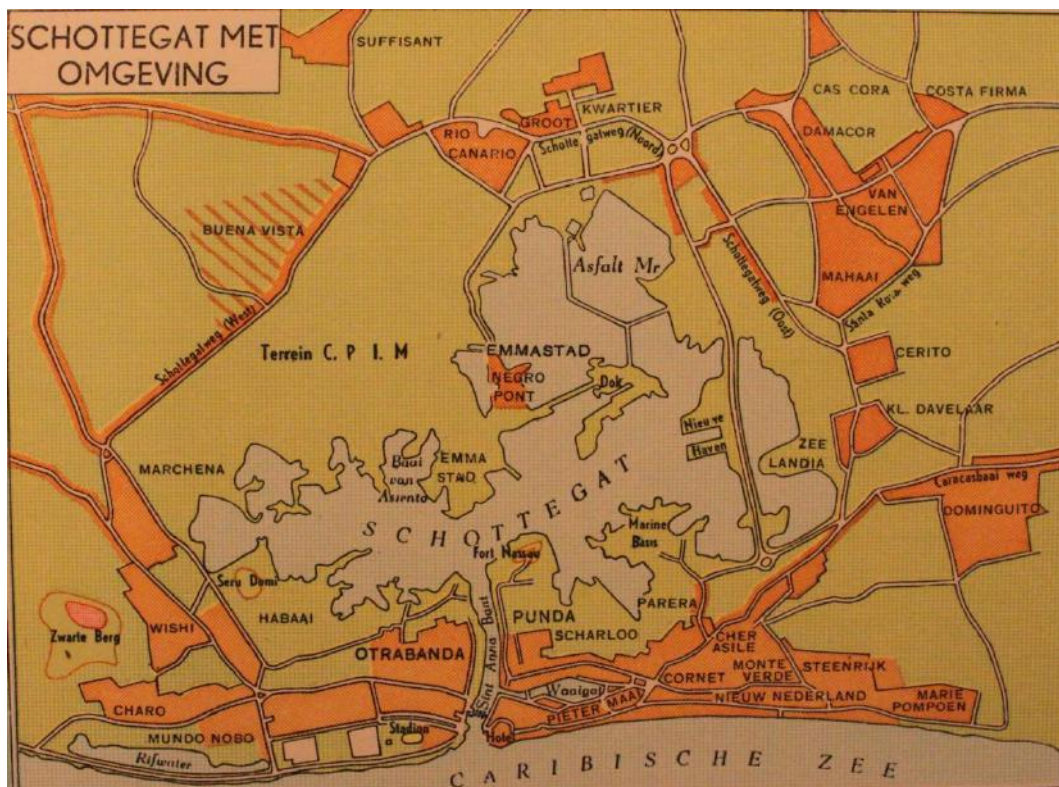 SCHOTTEGAT MET
OMGEVING
SUFFISANT
CAS CORA
COSTA FIRMA
KWARTIER
GROOT
RIO
CANARIO
Schottegatweg (Noord)
DAMACOR
VAN
ENGELEN
BUENA VISTA
Asfalt Mr
MAHAAI
Schottegatweg (Oost)
Santa Rosa weg
Schottegatweg (West)
Terrein C. P. I. M
EMMASTAD
NEGRO
PONT
Dok
CERITO
KL. DAVELAAR
Nieuwe
Haven
ZEE
LANDIA
MARCHENA
Baai
van
Asiento
EMMA
STAD
SCHOTTEGAT
Caracasbaai weg
DOMINGUITO
Marine
Basis
Fort Nassau
Seru Domi
HABAAI
PARERA
PUNDA
SCHARLOO
Zwarte Berg
WISHI
OTRABANDA
Sint Anna Baai
CHER
ASILE
CORNET
MONTE
VERDE
STEENRIJK
Waaigat
NIEUW NEDERLAND
MARIE
POMPOEN
PIETER MAAI
CHARO
MUNDO NOBO
Stadion
Rifwater
CARIBISCHE ZEE